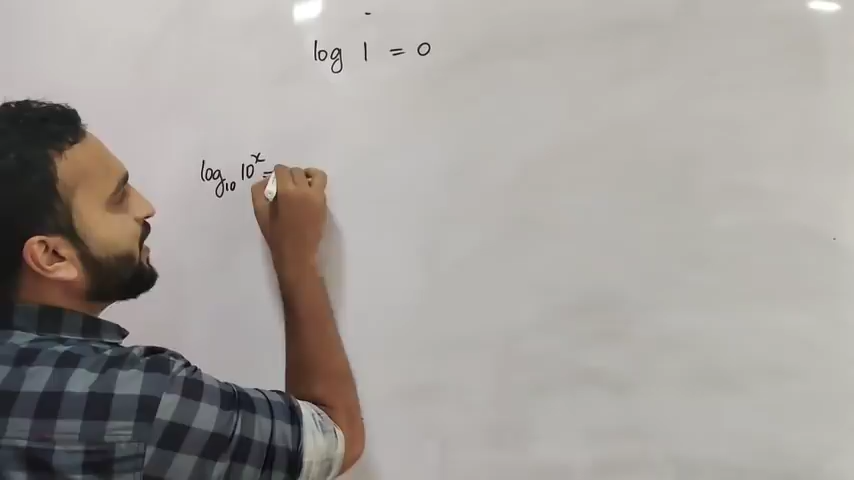 log 1 = 0
log₁₀ 10ˣ =